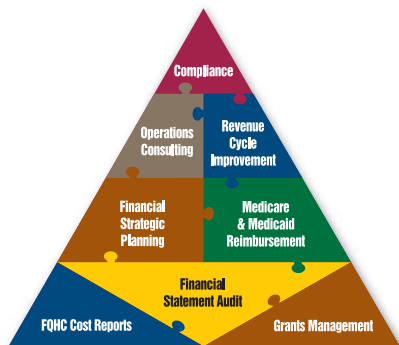 Compliance
Operations
Consulting
Revenue
Cycle
Improvement
Financial
Strategic
Planning
Medicare
& Medicaid
Reimbursement
Financial
Statement Audit
FQHC Cost Reports
Grants Management